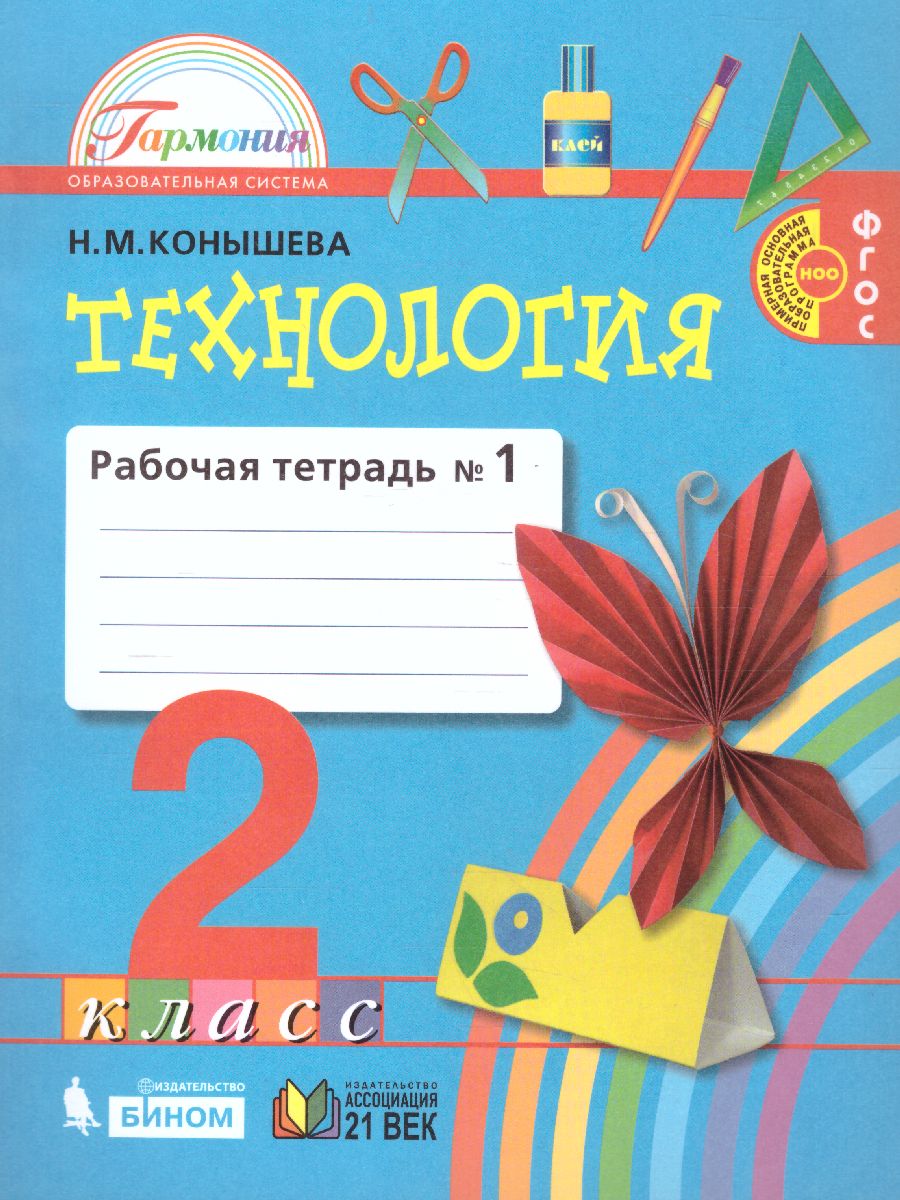 Гармония
ОБРАЗОВАТЕЛЬНАЯ СИСТЕМА
КЛЕЙ
Н.М.КОНЫШЕВА
ПРИМЕРНАЯ ОСНОВНАЯ
ОБРАЗОВАТЕЛЬНАЯ
ПРОГРАММА
НОО
ФГОС
ТЕХНОЛОГИЯ
Рабочая тетрадь № 1
2
класс
ИЗДАТЕЛЬСТВО
БИНОМ
ИЗДАТЕЛЬСТВО
АССОЦИАЦИЯ
21 ВЕК